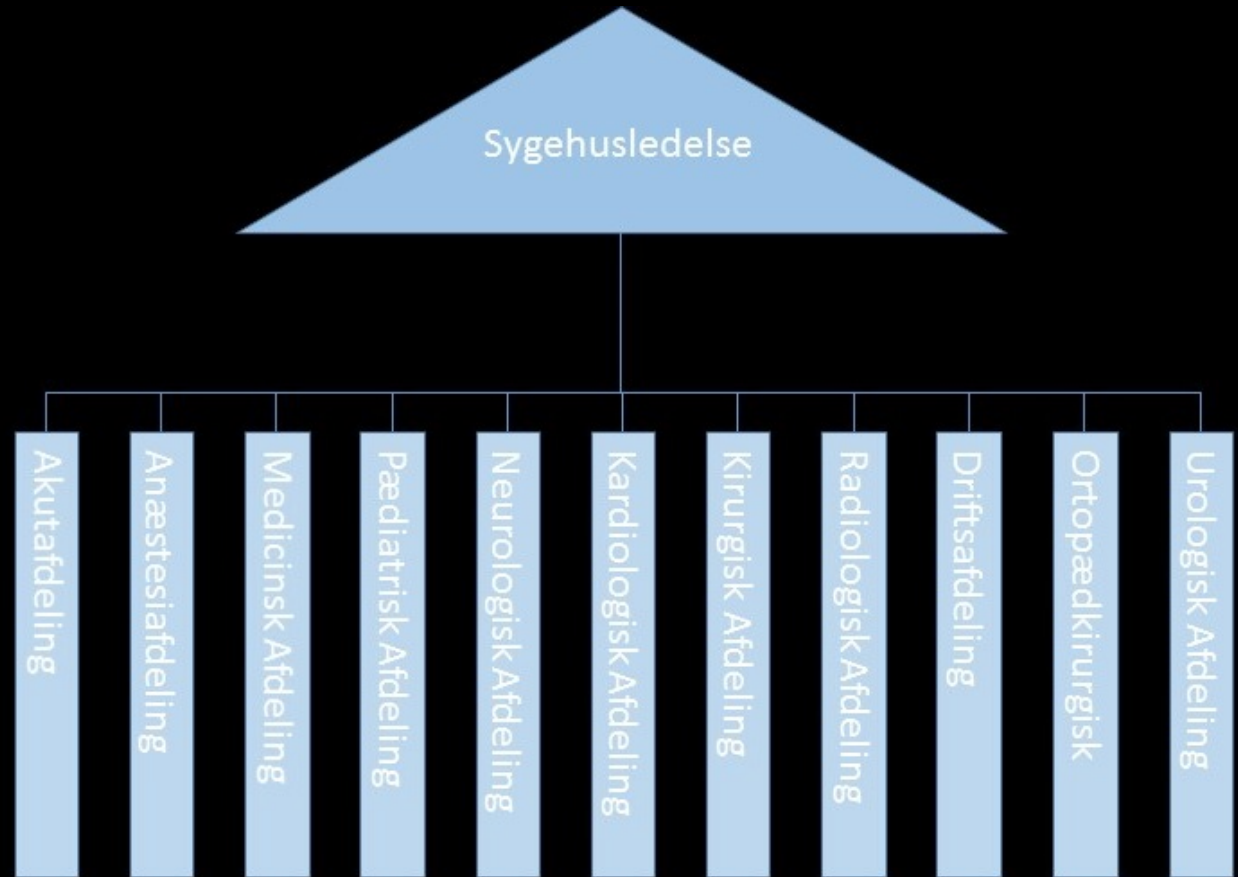 Sygehusledelse
Akutafdeling
Anæstesiafdeling
Medicinsk Afdeling
Pædiatrisk Afdeling
Neurologisk Afdeling
Kardiologisk Afdeling
Kirurgisk Afdeling
Radiologisk Afdeling
Driftsafdeling
Ortopædkirurgisk
Urologisk Afdeling